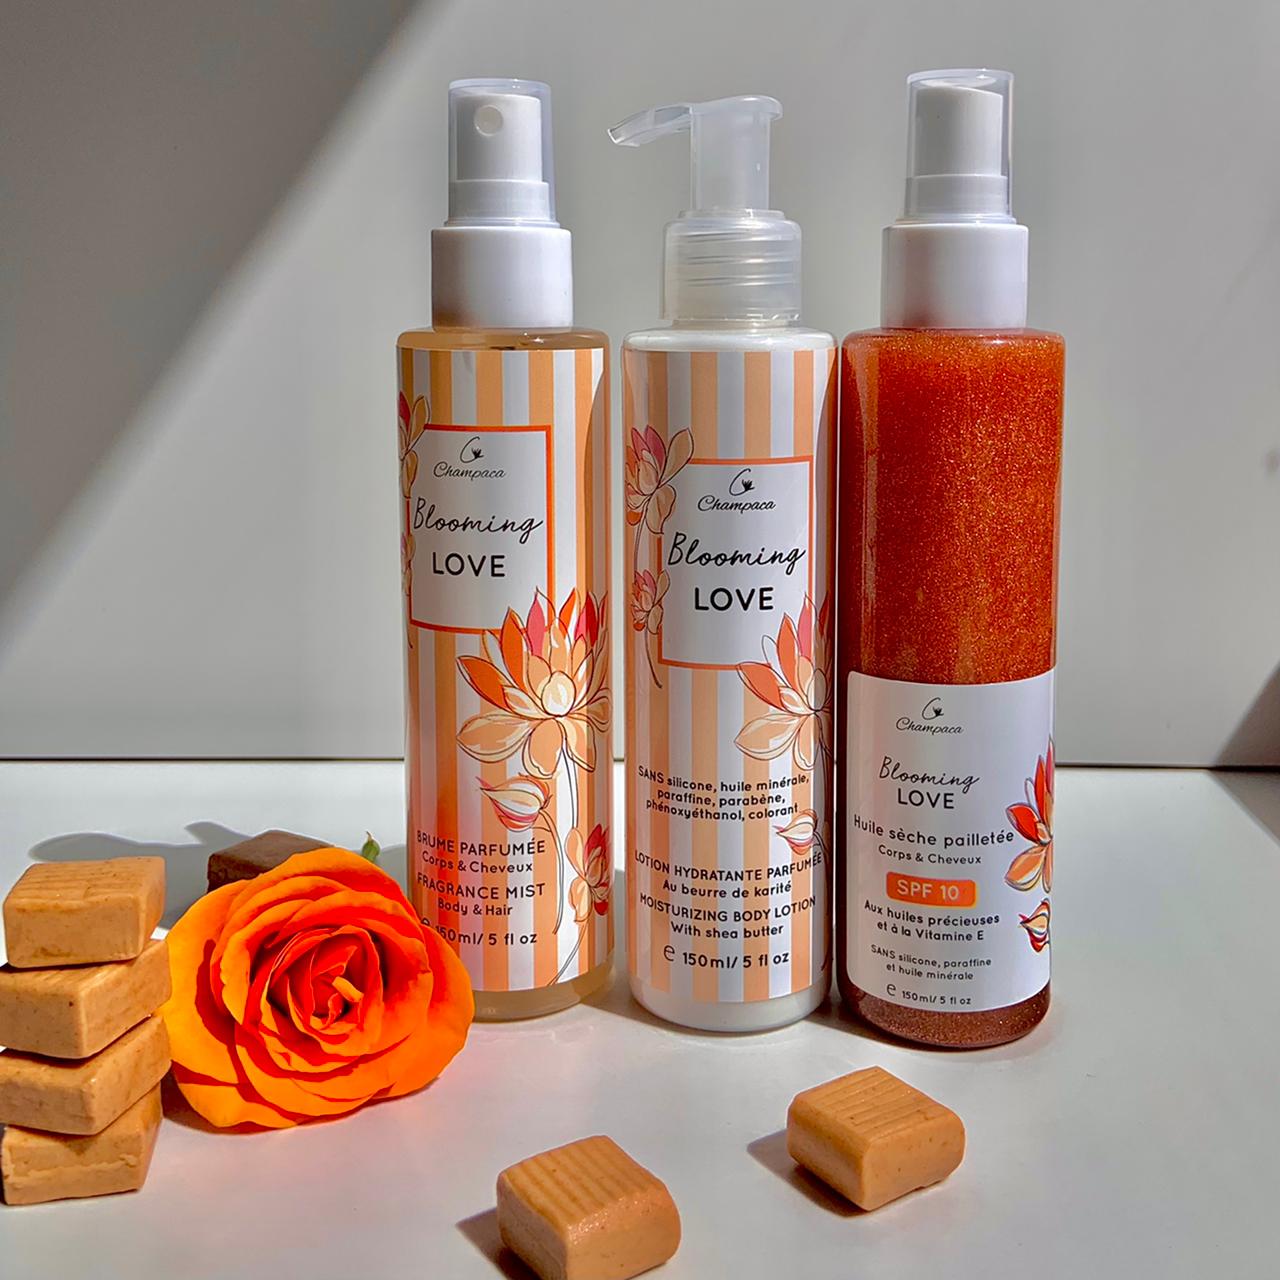 Champaca
Blooming
LOVE
BRUME PARFUMÉE
Corps & Cheveux
FRAGRANCE MIST
Body & Hair
e 150ml/ 5 fl oz
Champaca
Blooming
LOVE
SANS silicone, huile minérale,
paraffine, parabène,
phénoxyéthanol, colorant
LOTION HYDRATANTE PARFUMÉE
Au beurre de karité
MOISTURIZING BODY LOTION
With shea butter
e 150ml/ 5 fl oz
Champaca
Blooming
LOVE
Huile sèche pailletée
Corps & Cheveux
SPF 10
Aux huiles précieuses
et à la Vitamine E
SANS silicone, paraffine
et huile minérale
e 150ml/ 5 fl oz